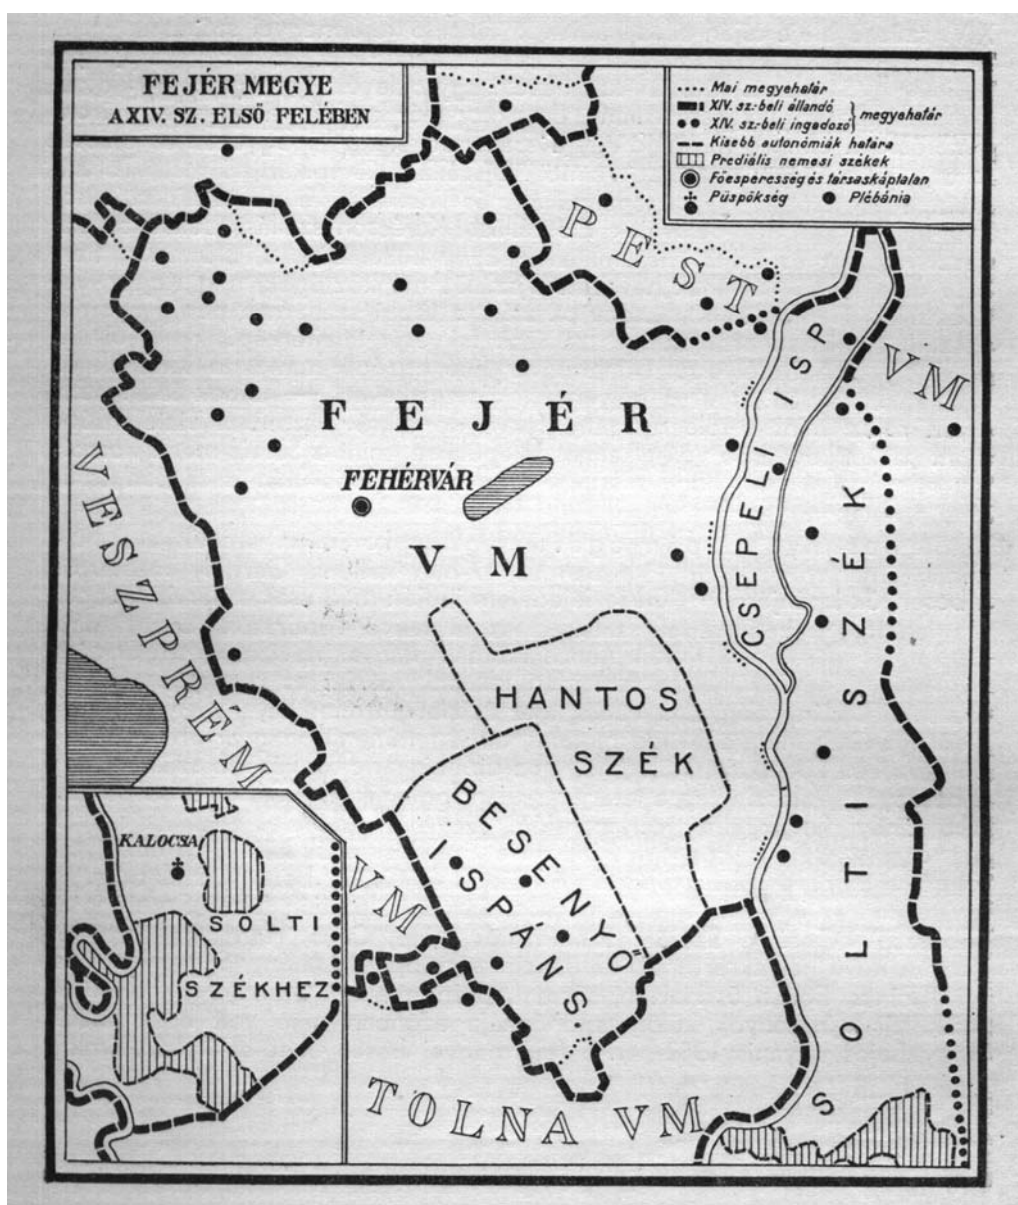 FEJÉR MEGYE
A XIV. SZ. ELSŐ FELÉBEN
Mai megyehatár
XIV. sz.-beli állandó
XIV. sz-beli ingadozó
megyehatár
Kisebb autonómiák határa
Prediális nemesi székek
Főesperesség és társaskáptalan
Püspökség
Plébánia
PEST
VM
FEJÉR
VM
FEHÉRVÁR
CSEPELI ISP
SOLTI SZÉK
VESZPRÉM
VM
HANTOS
SZÉK
BESENYŐ
ISPÁNS
KALOCSA
SOLTI
SZÉKHEZ
TOLNA VM